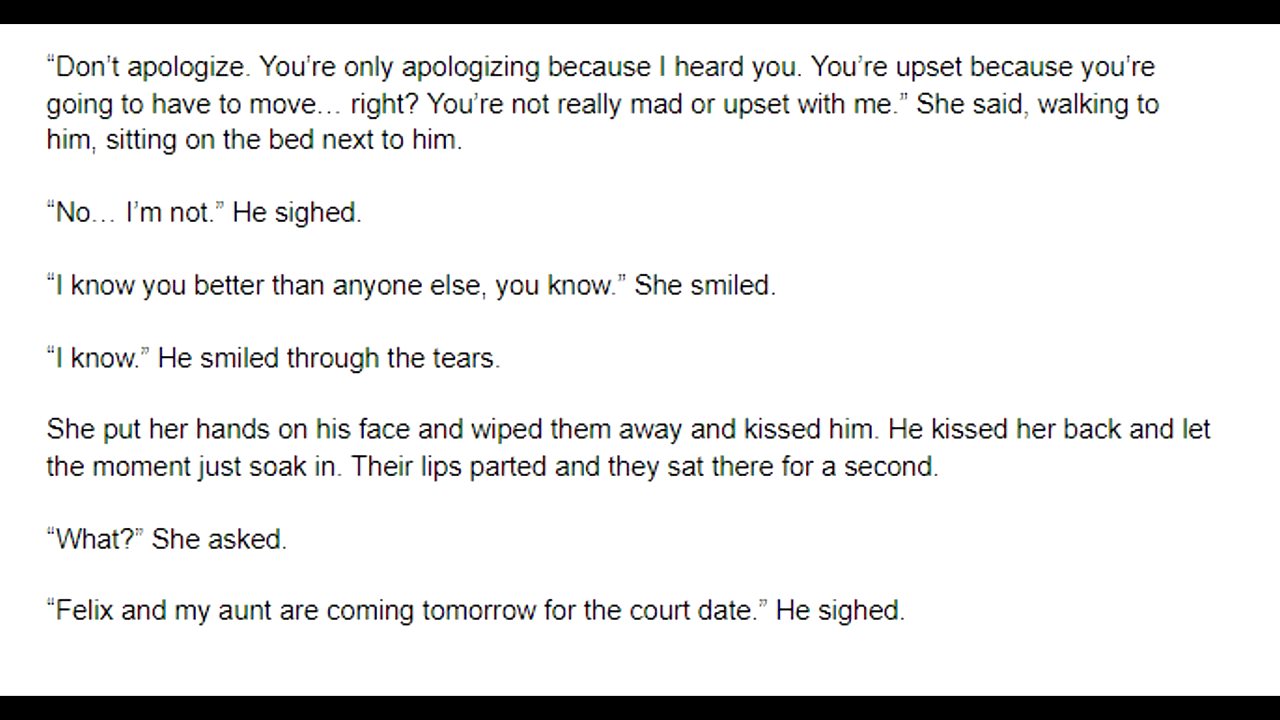 “Don’t apologize. You’re only apologizing because I heard you. You’re upset because you’re
going to have to move… right? You’re not really mad or upset with me.” She said, walking to
him, sitting on the bed next to him.
“No… I’m not.” He sighed.
“I know you better than anyone else, you know.” She smiled.
“I know.” He smiled through the tears.
She put her hands on his face and wiped them away and kissed him. He kissed her back and let
the moment just soak in. Their lips parted and they sat there for a second.
“What?” She asked.
“Felix and my aunt are coming tomorrow for the court date.” He sighed.